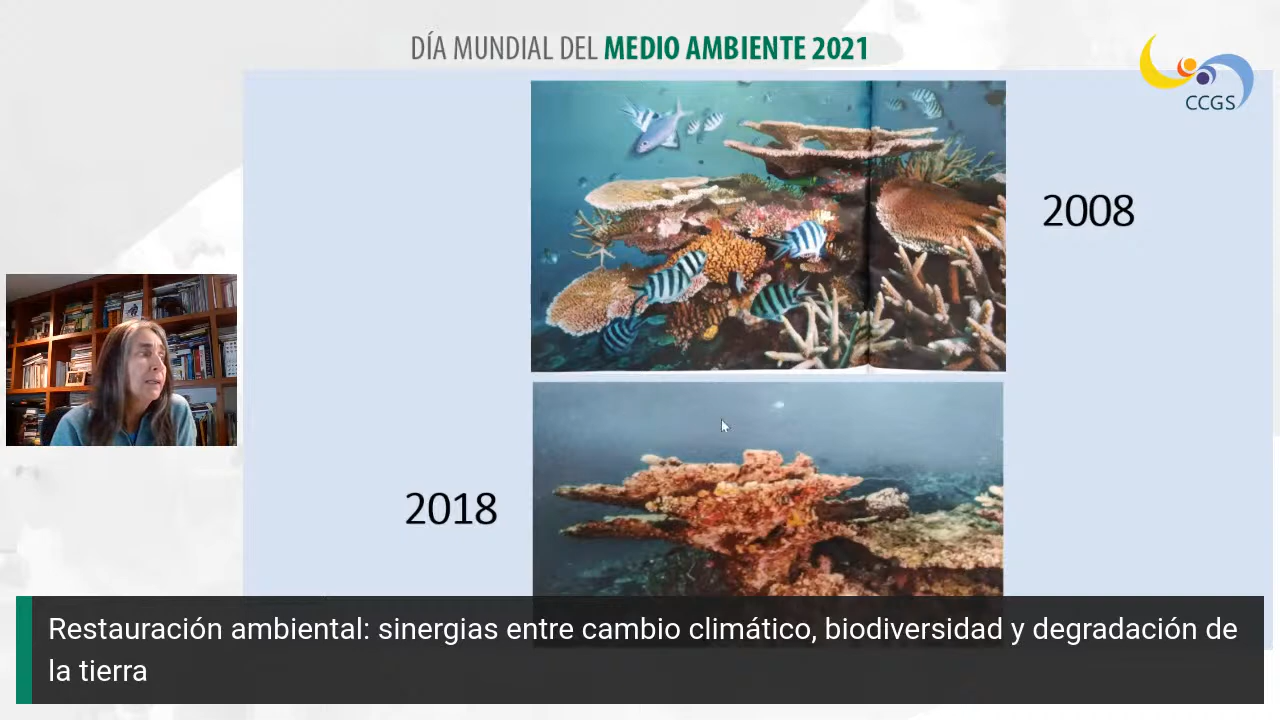 DÍA MUNDIAL DEL MEDIO AMBIENTE 2021
CCGS
2008
2018
Restauración ambiental: sinergias entre cambio climático, biodiversidad y degradación de
la tierra